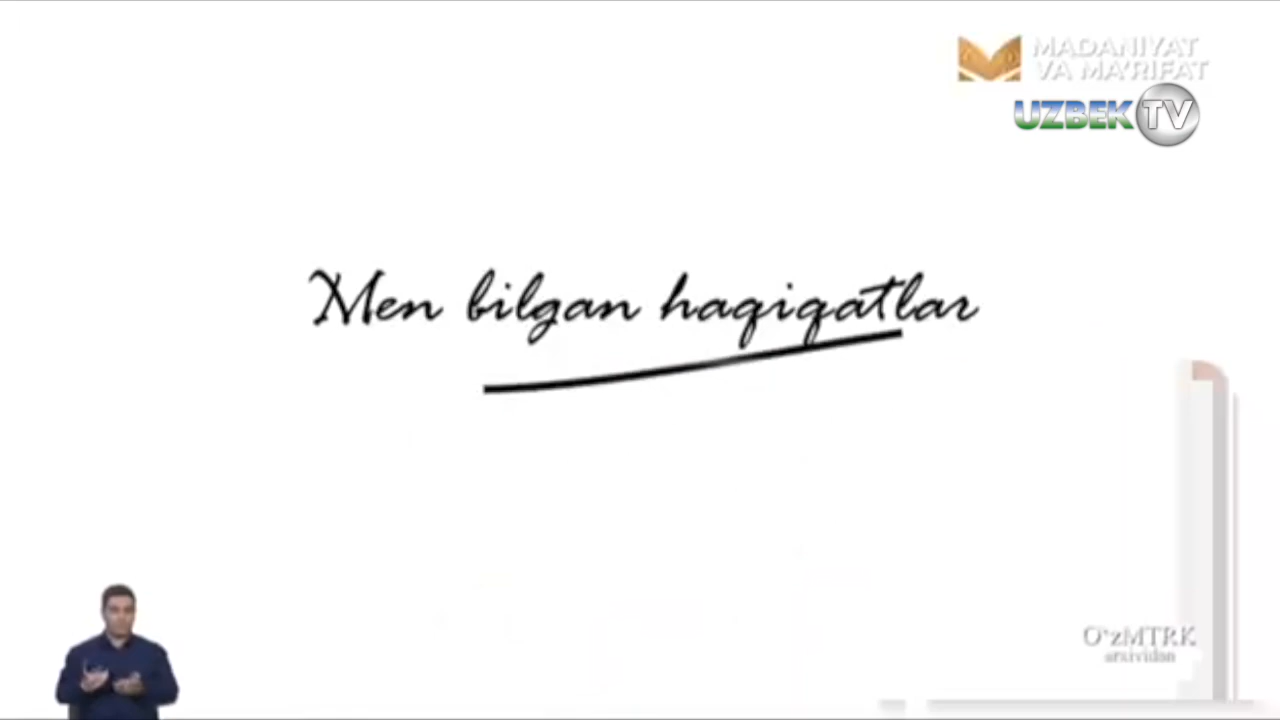 MADANIYAT
VA MA'RIFAT
UZBEK TV
Men bilgan haqiqatlar
O'zMTRK
arxividan